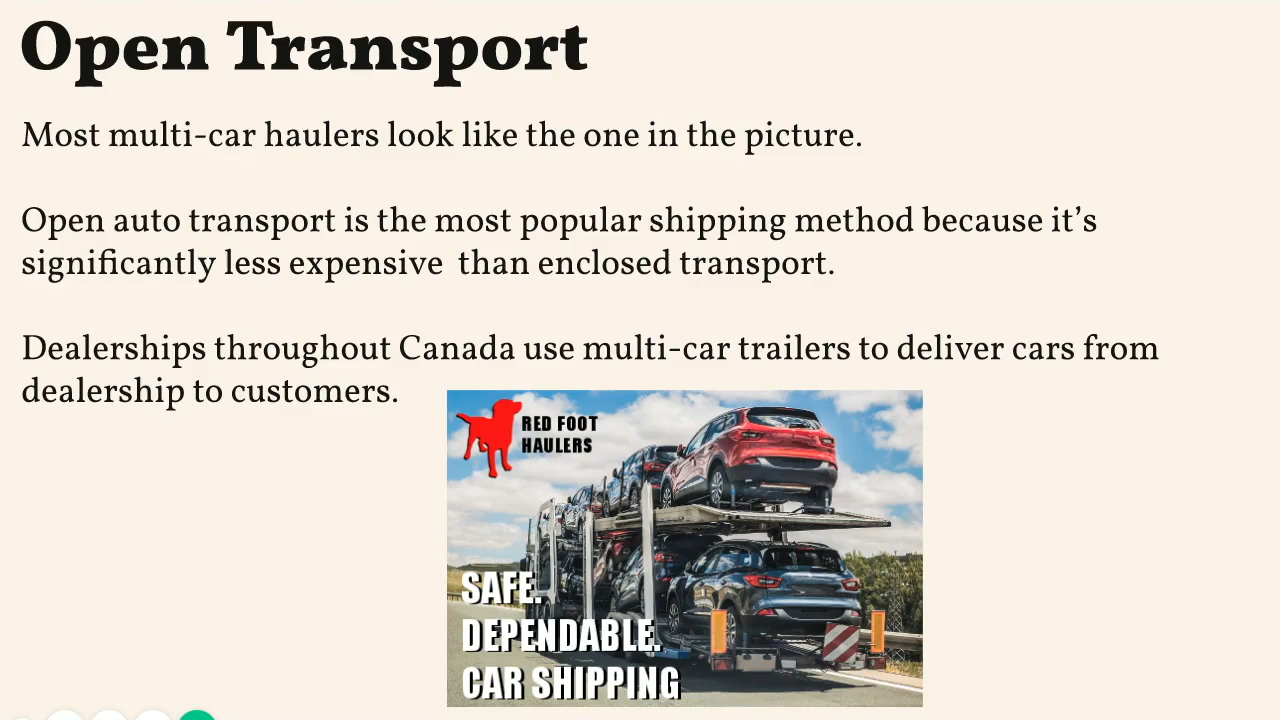 Open Transport
Most multi-car haulers look like the one in the picture.
Open auto transport is the most popular shipping method because it’s
significantly less expensive  than enclosed transport.
Dealerships throughout Canada use multi-car trailers to deliver cars from
dealership to customers.
RED FOOT
HAULERS
SAFE.
DEPENDABLE.
CAR SHIPPING